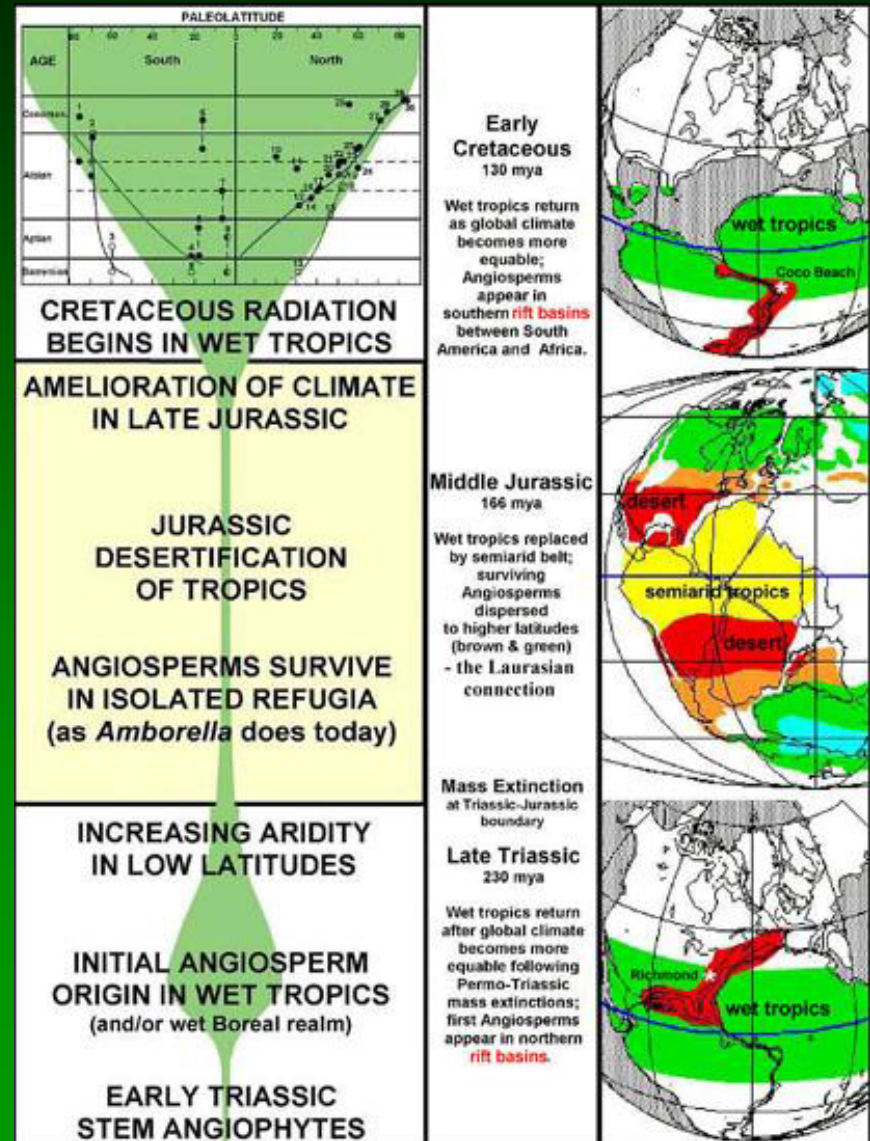 PALEOLATITUDE
AGE
South
North
Albian
Aptian
Barremian
CRETACEOUS RADIATION
BEGINS IN WET TROPICS
AMELIORATION OF CLIMATE
IN LATE JURASSIC
JURASSIC
DESERTIFICATION
OF TROPICS
ANGIOSPERMS SURVIVE
IN ISOLATED REFUGIA
(as Amborella does today)
INCREASING ARIDITY
IN LOW LATITUDES
INITIAL ANGIOSPERM
ORIGIN IN WET TROPICS
(and/or wet Boreal realm)
EARLY TRIASSIC
STEM ANGIOPHYTES
Early
Cretaceous
130 mya
Wet tropics return
as global climate
becomes more
equable;
Angiosperms
appear in
southern rift basins
between South
America and Africa.
Middle Jurassic
166 mya
Wet tropics replaced
by semiarid belt;
surviving
Angiosperms
dispersed
to higher latitudes
(brown & green)
- the Laurasian
connection
Mass Extinction
at Triassic-Jurassic
boundary
Late Triassic
230 mya
Wet tropics return
after global climate
becomes more
equable following
Permo-Triassic
mass extinctions;
first Angiosperms
appear in northern
rift basins.
wet tropics
Coco Beach
desert
semiarid tropics
desert
Richmond
wet tropics